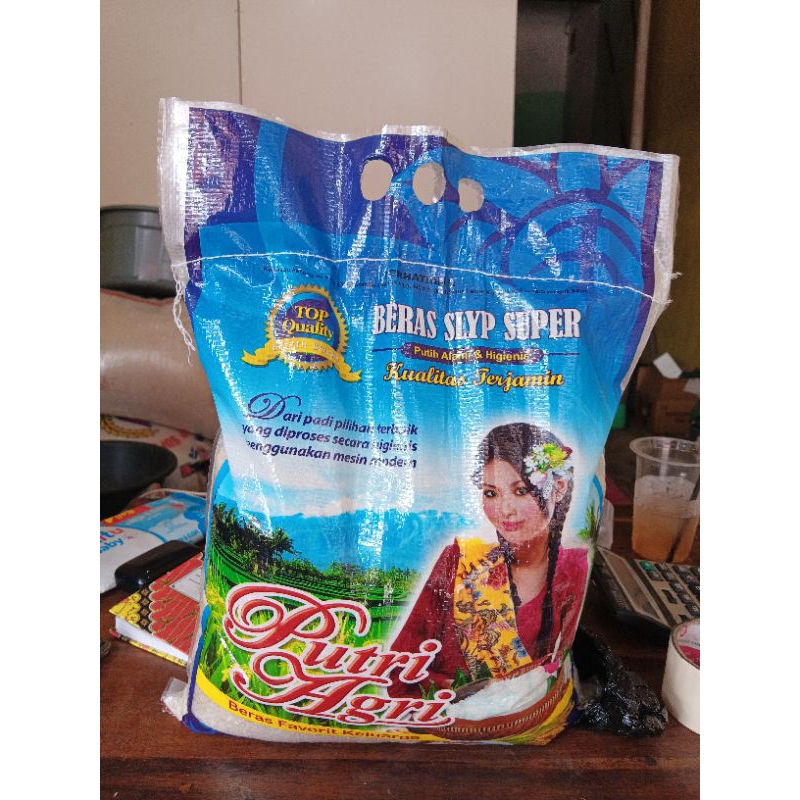 TOP
Quality
BERAS SLYP SUPER
Putih Alami & Higienis
Kualitas Terjamin
Dari padi pilihan terbaik
yang diproses secara higienis
menggunakan mesin modern
Putri
Agri
Beras Favorit Keluarga